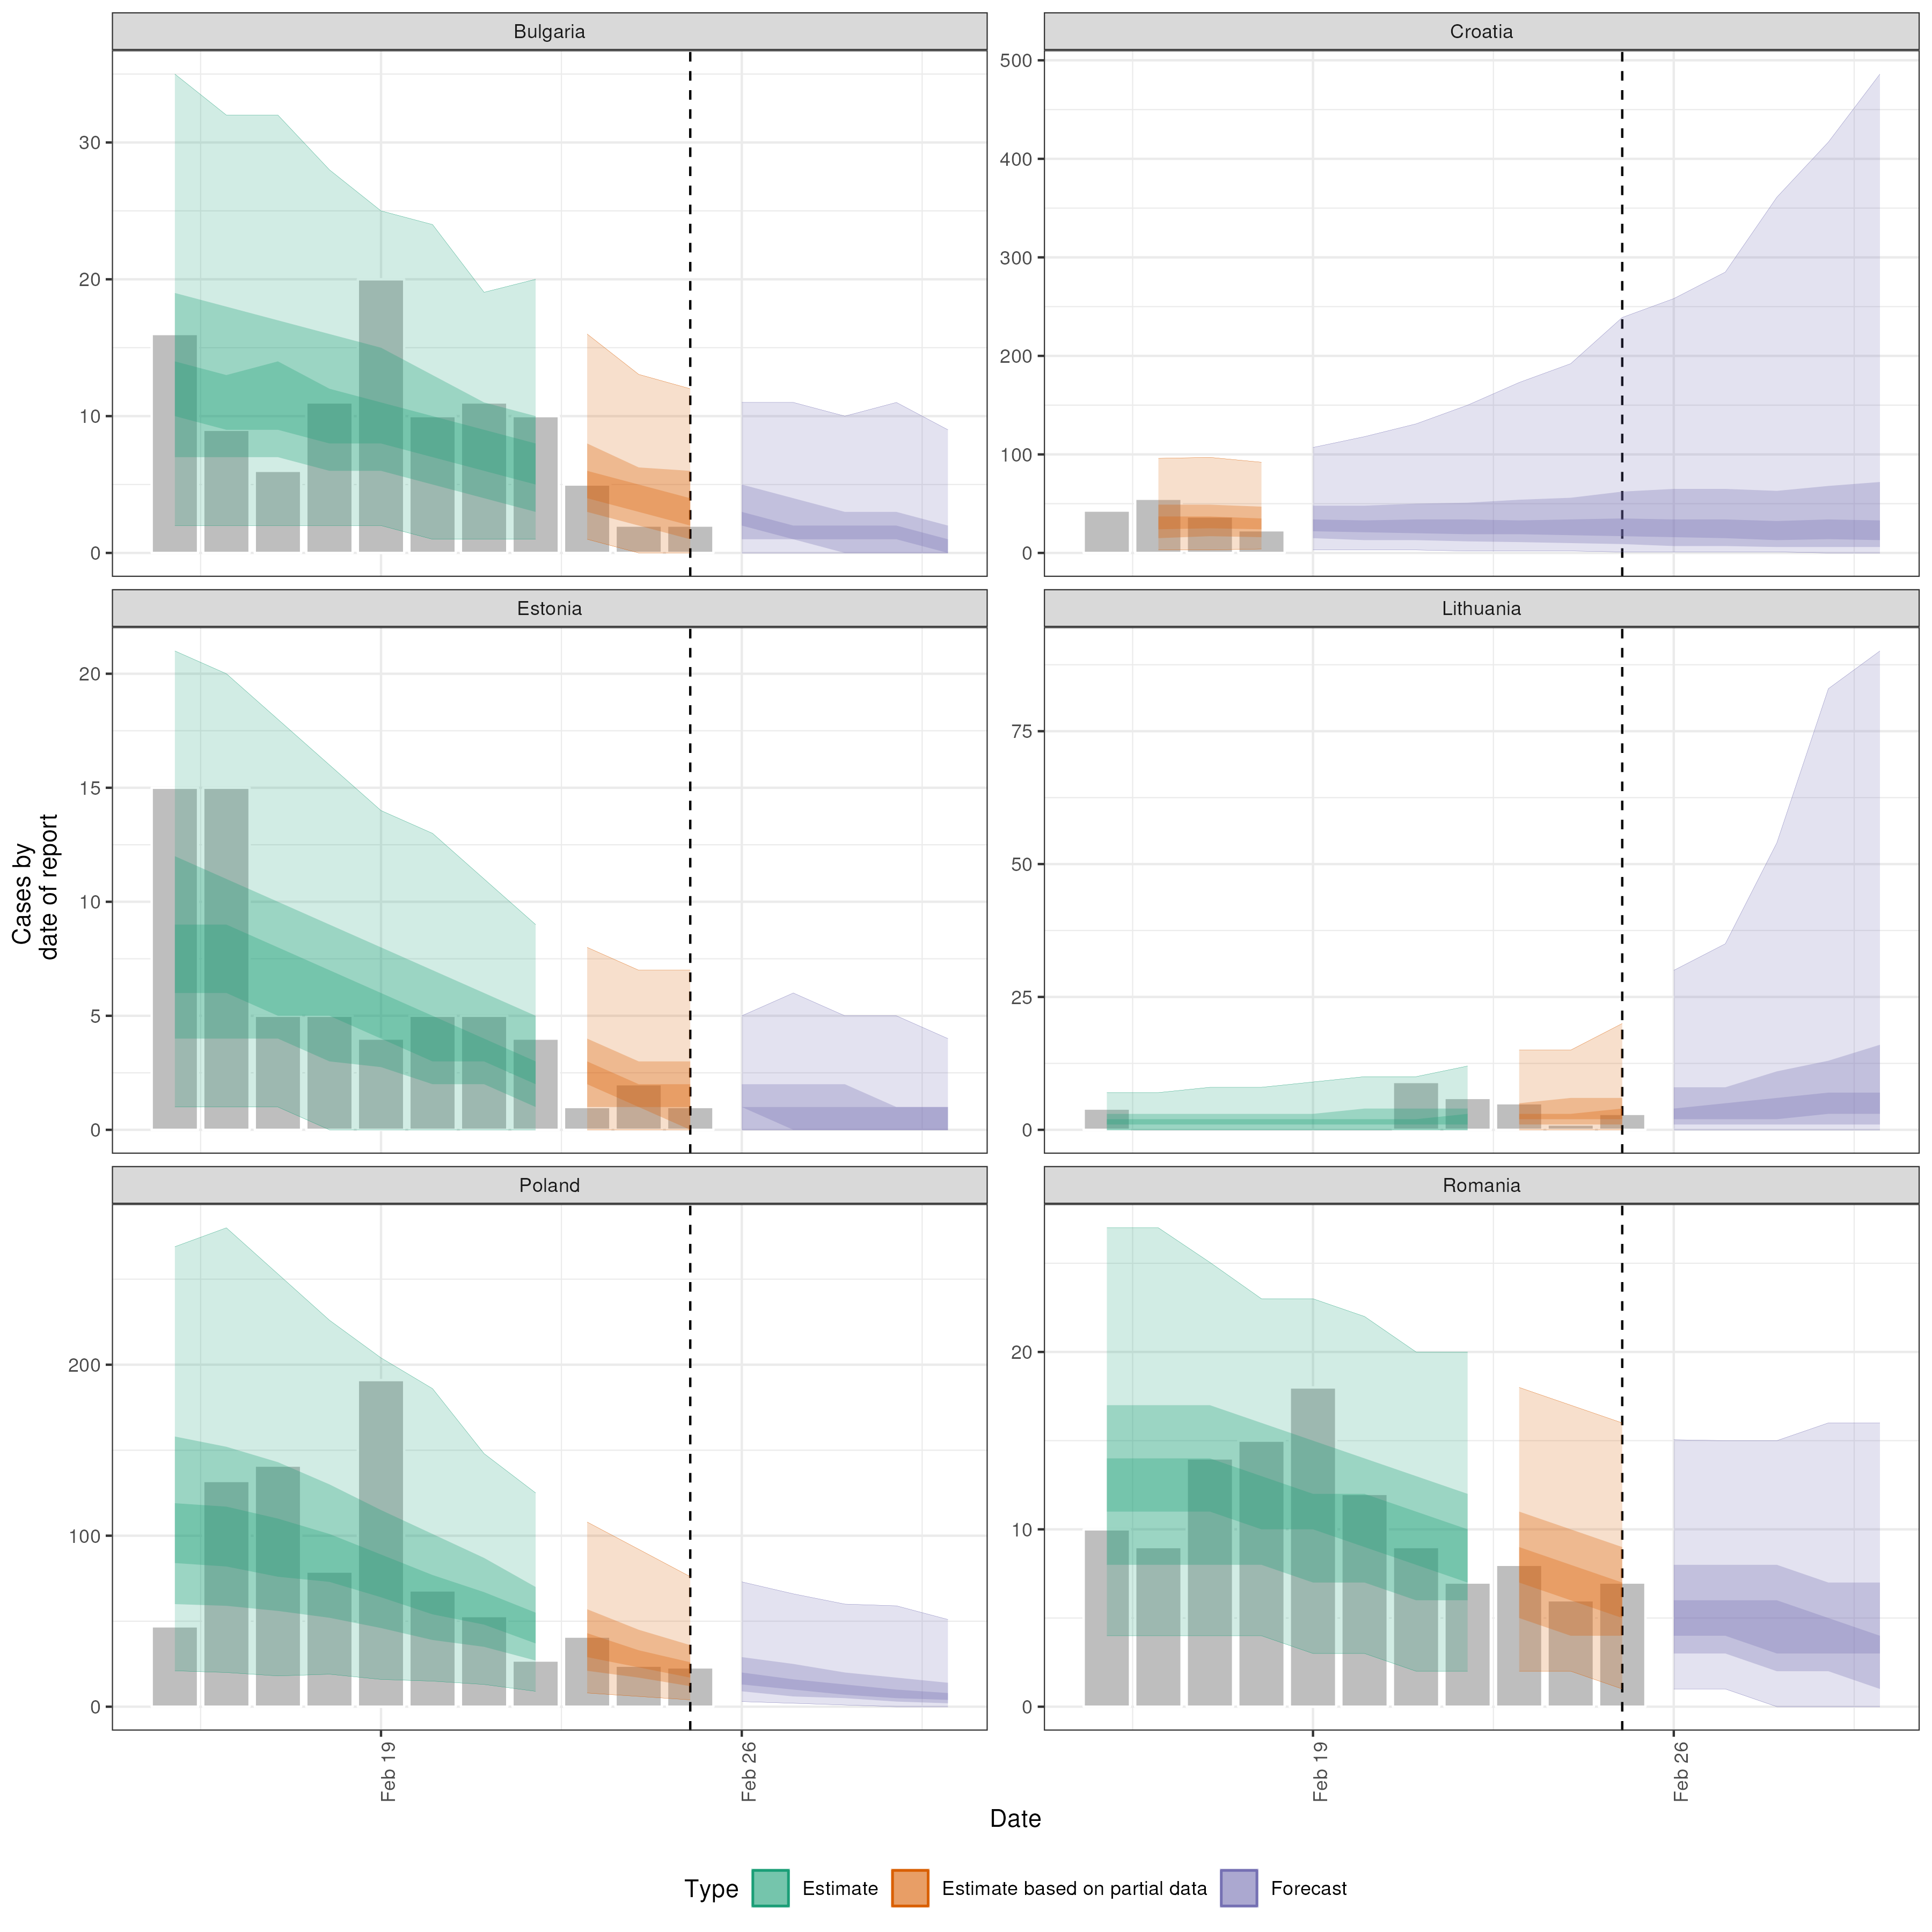 Bulgaria
Croatia
30
20
10
0
500
400
300
200
100
0
Estonia
Lithuania
20
15
10
5
0
75
50
25
0
Poland
Romania
200
100
0
20
10
0
Cases by
date of report
Feb 19
Feb 26
Feb 19
Feb 26
Date
Type
Estimate
Estimate based on partial data
Forecast